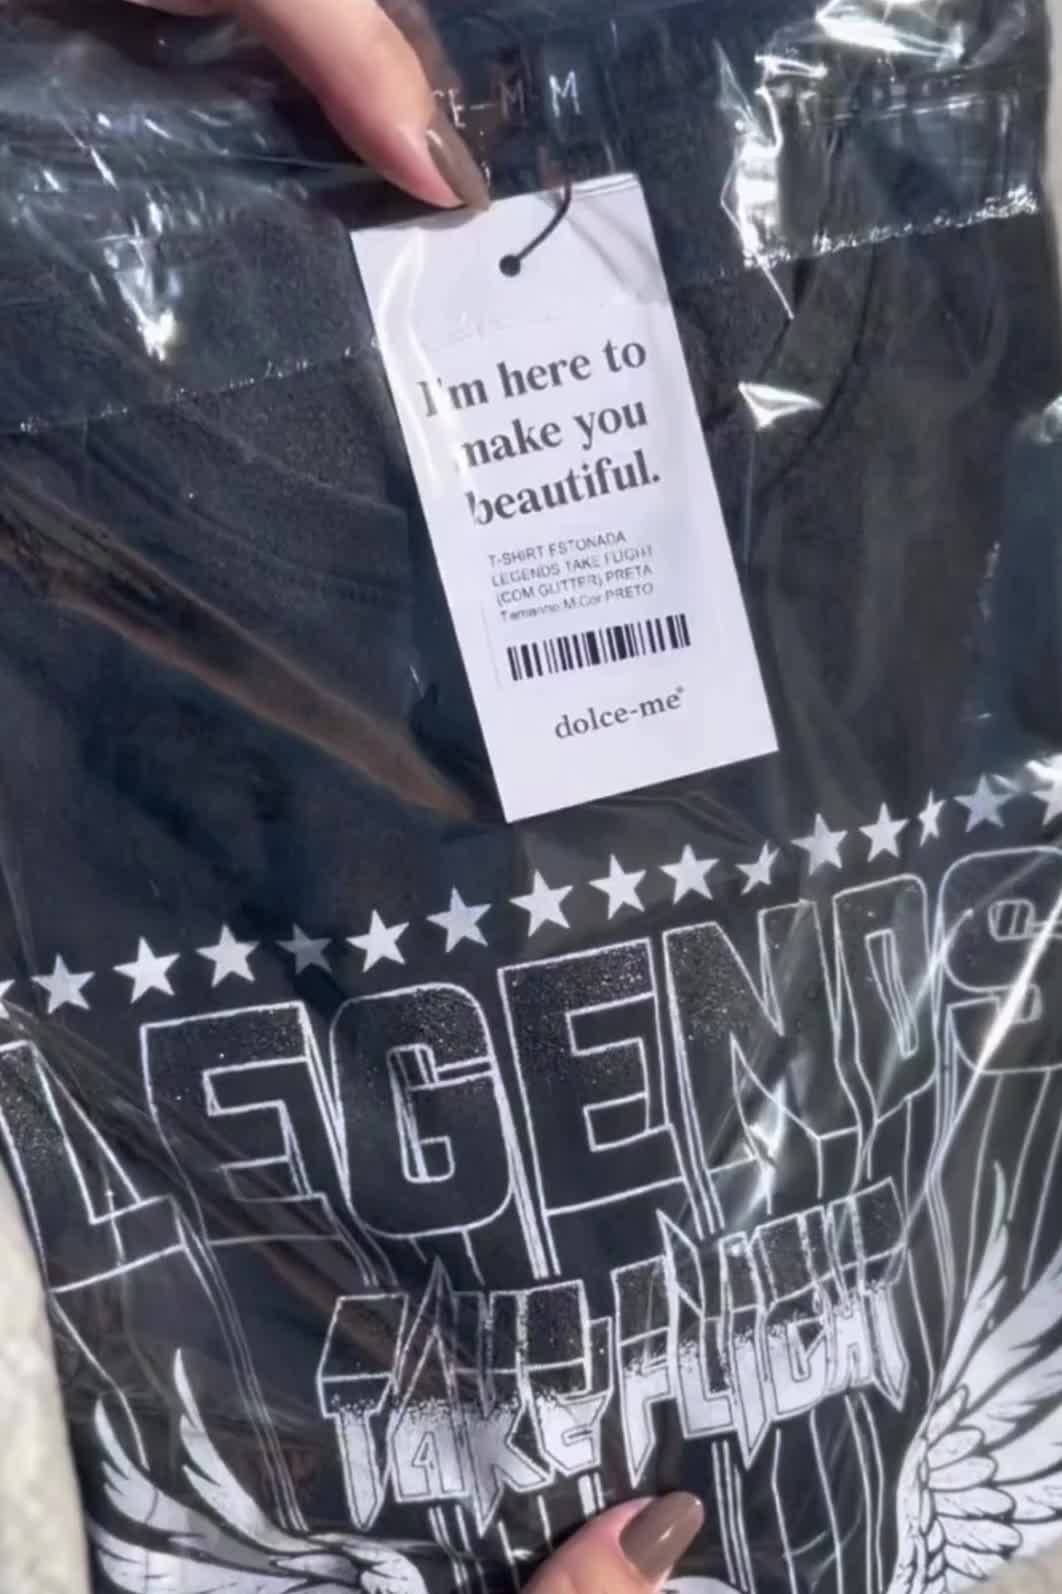 M M
I'm here to
make you
beautiful.
T-SHIRT ESTONADA
LEGENDS TAKE FLIGHT
(COM GLITTER) PRETA
Tamanho:M Cor:PRETO
dolce-me®
LEGENDS
TAKE FLIGHT